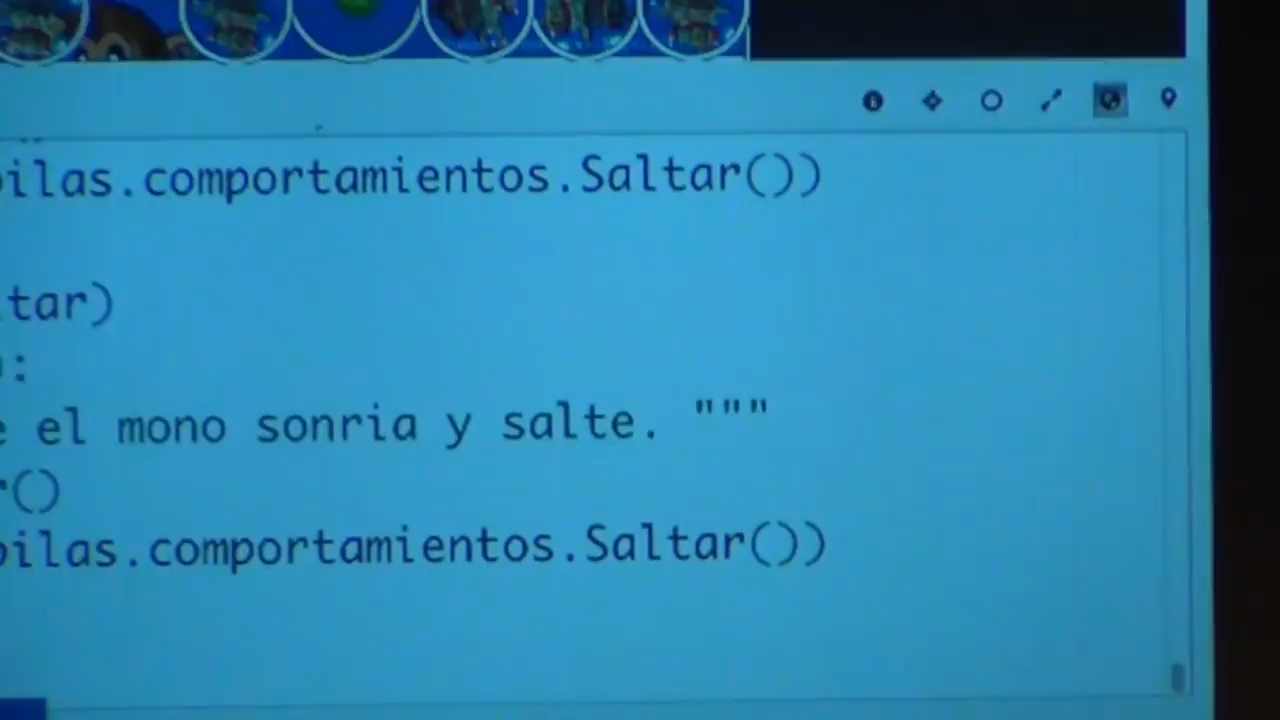 pilas.comportamientos.Saltar())
tar)
:
e el mono sonria y salte. """
r()
pilas.comportamientos.Saltar())